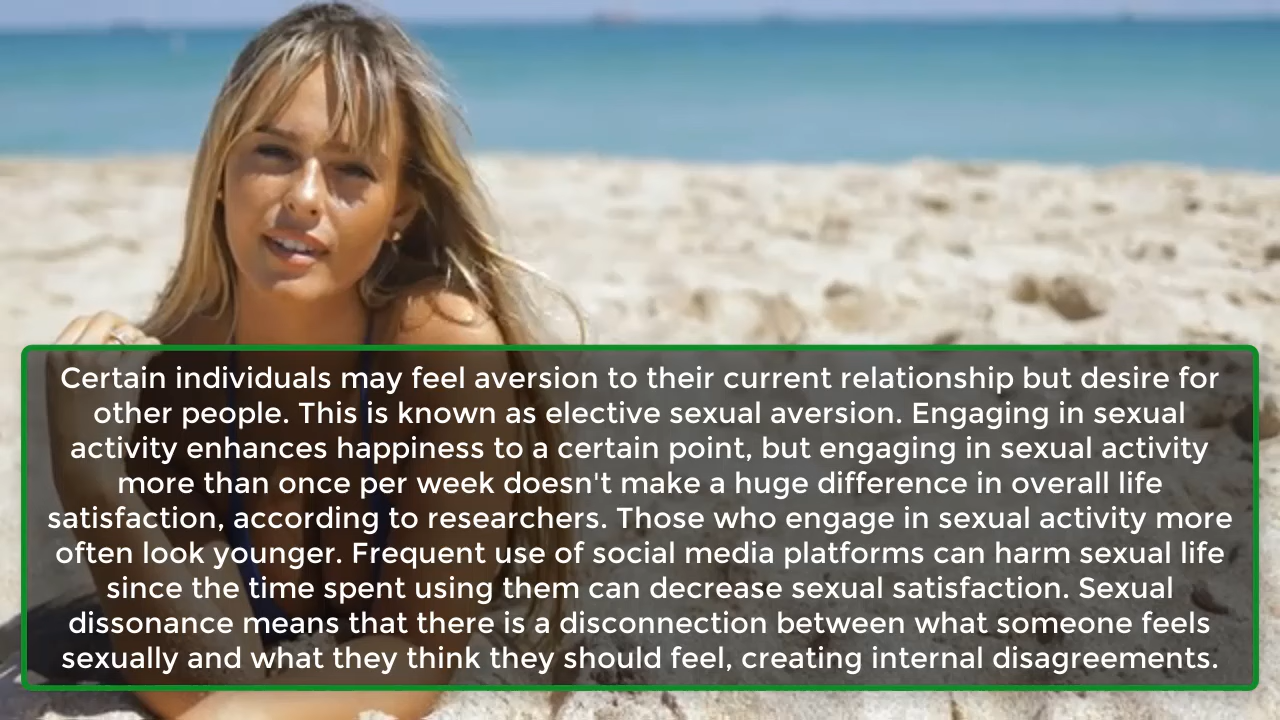 Certain individuals may feel aversion to their current relationship but desire for
other people. This is known as elective sexual aversion. Engaging in sexual
activity enhances happiness to a certain point, but engaging in sexual activity
more than once per week doesn't make a huge difference in overall life
satisfaction, according to researchers. Those who engage in sexual activity more
often look younger. Frequent use of social media platforms can harm sexual life
since the time spent using them can decrease sexual satisfaction. Sexual
dissonance means that there is a disconnection between what someone feels
sexually and what they think they should feel, creating internal disagreements.